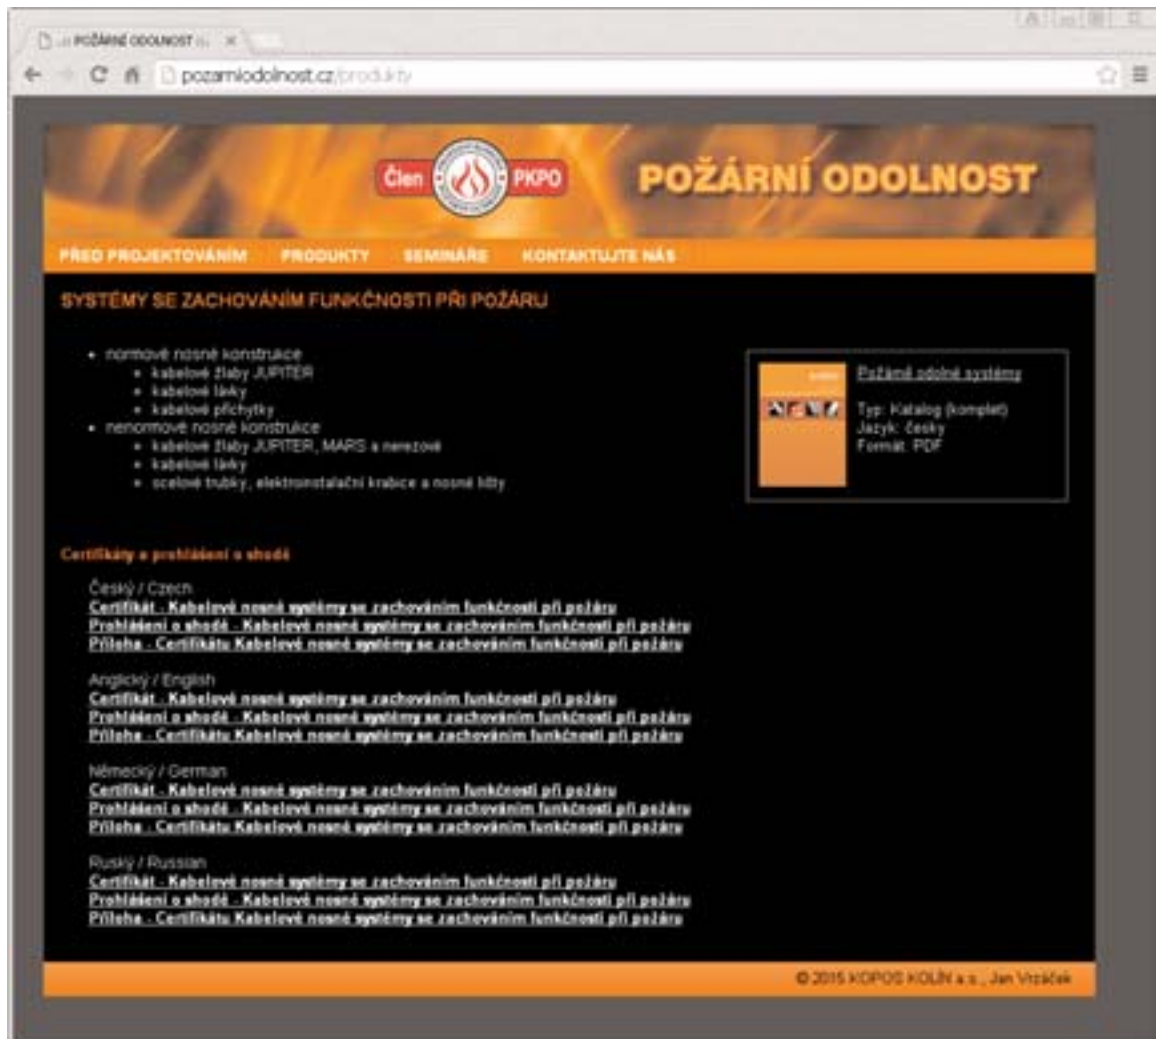 .:: POŽÁRNÍ ODOLNOST ::.
pozarniodolnost.cz/produkty
Člen PKPO
POŽÁRNÍ ODOLNOST
PŘED PROJEKTOVÁNÍM PRODUKTY SEMINÁŘE KONTAKTUJTE NÁS
SYSTÉMY SE ZACHOVÁNÍM FUNKČNOSTI PŘI POŽÁRU
normové nosné konstrukce
kabelové žlaby JUPITER
kabelové lávky
kabelové příchytky
nenormové nosné konstrukce
kabelové žlaby JUPITER, MARS a nerezové
kabelové lávky
ocelové trubky, elektroinstalační krabice a nosné lišty
Požárně odolné systémy
Typ: Katalog (komplet)
Jazyk: česky
Formát: PDF
Certifikáty a prohlášení o shodě
Český / Czech
Certifikát - Kabelové nosné systémy se zachováním funkčnosti při požáru
Prohlášení o shodě - Kabelové nosné systémy se zachováním funkčnosti při požáru
Příloha - Certifikátu Kabelové nosné systémy se zachováním funkčnosti při požáru
Anglický / English
Certifikát - Kabelové nosné systémy se zachováním funkčnosti při požáru
Prohlášení o shodě - Kabelové nosné systémy se zachováním funkčnosti při požáru
Příloha - Certifikátu Kabelové nosné systémy se zachováním funkčnosti při požáru
Německý / German
Certifikát - Kabelové nosné systémy se zachováním funkčnosti při požáru
Prohlášení o shodě - Kabelové nosné systémy se zachováním funkčnosti při požáru
Příloha - Certifikátu Kabelové nosné systémy se zachováním funkčnosti při požáru
Ruský / Russian
Certifikát - Kabelové nosné systémy se zachováním funkčnosti při požáru
Prohlášení o shodě - Kabelové nosné systémy se zachováním funkčnosti při požáru
Příloha - Certifikátu Kabelové nosné systémy se zachováním funkčnosti při požáru
© 2015 KOPOS KOLÍN a.s., Jan Vrzáček